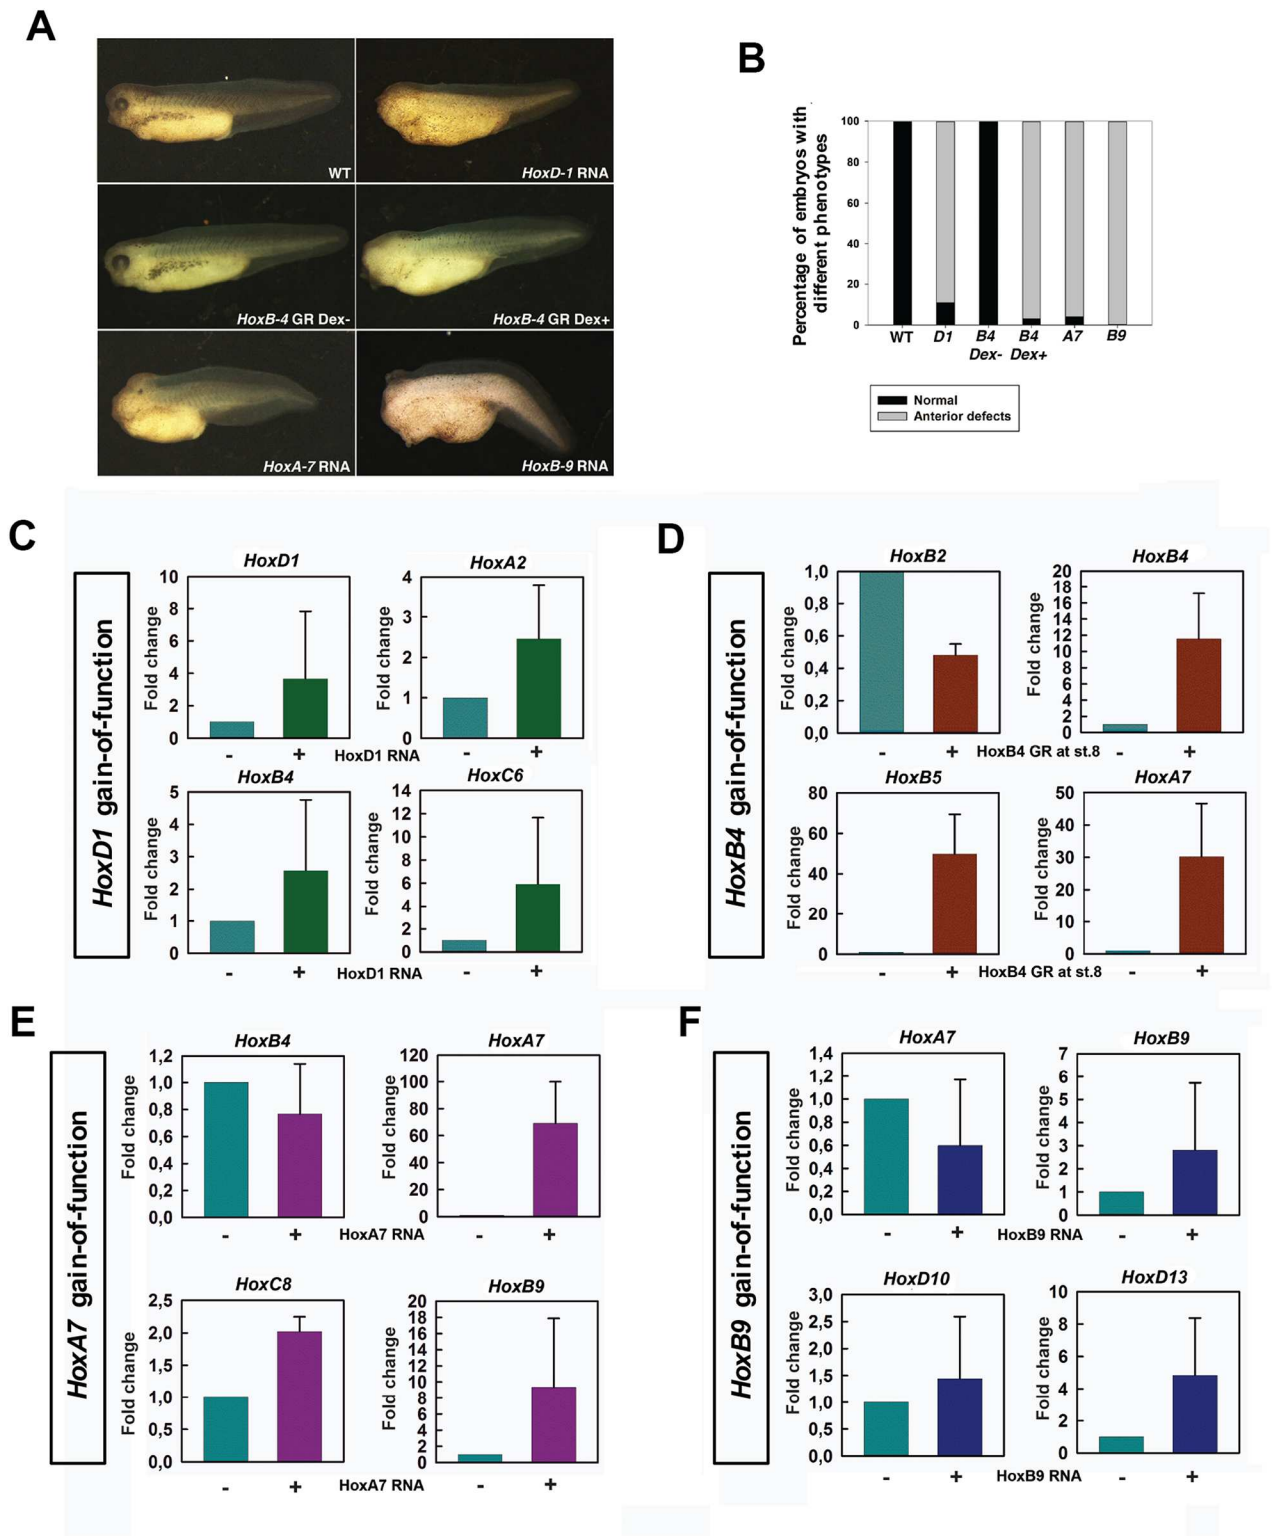 A
WT
HoxD-1 RNA
HoxB-4 GR Dex-
HoxB-4 GR Dex+
HoxA-7 RNA
HoxB-9 RNA
B
Percentage of embryos with
different phenotypes
100
80
60
40
20
0
WT
D1
B4
Dex-
B4
Dex+
A7
B9
Normal
Anterior defects
C
HoxD1 gain-of-function
HoxD1
Fold change
10
8
6
4
2
0
-
+
HoxA2
Fold change
4
3
2
1
0
-
+
HoxD1 RNA
HoxB4
Fold change
5
4
3
2
1
0
-
+
HoxC6
Fold change
14
12
10
8
6
4
2
0
-
+
HoxD1 RNA
D
HoxB4 gain-of-function
HoxB2
Fold change
1,0
0,8
0,6
0,4
0,2
0,0
-
+
HoxB4
Fold change
20
18
16
14
12
10
8
6
4
2
0
-
+
HoxB4 GR at st.8
HoxB5
Fold change
80
60
40
20
0
-
+
HoxA7
Fold change
50
40
30
20
10
0
-
+
HoxB4 GR at st.8
E
HoxA7 gain-of-function
HoxB4
Fold change
1,2
1,0
0,8
0,6
0,4
0,2
0,0
-
+
HoxA7
Fold change
120
100
80
60
40
20
0
-
+
HoxA7 RNA
HoxC8
Fold change
2,5
2,0
1,5
1,0
0,5
0,0
-
+
HoxB9
Fold change
20
18
16
14
12
10
8
6
4
2
0
-
+
HoxA7 RNA
F
HoxB9 gain-of-function
HoxA7
Fold change
1,4
1,2
1,0
0,8
0,6
0,4
0,2
0,0
-
+
HoxB9
Fold change
7
6
5
4
3
2
1
0
-
+
HoxB9 RNA
HoxD10
Fold change
3,0
2,5
2,0
1,5
1,0
0,5
0,0
-
+
HoxD13
Fold change
10
8
6
4
2
0
-
+
HoxB9 RNA